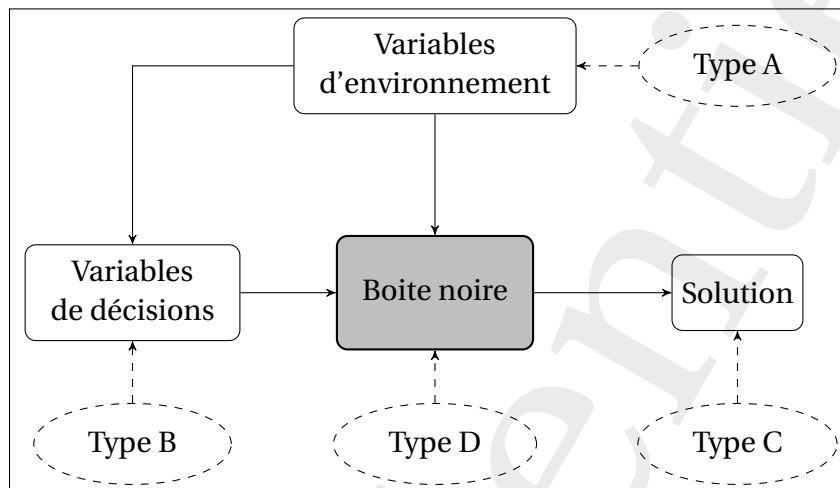 Variables
d'environnement
Type A
Variables
de décisions
Boite noire
Solution
Type B
Type D
Type C